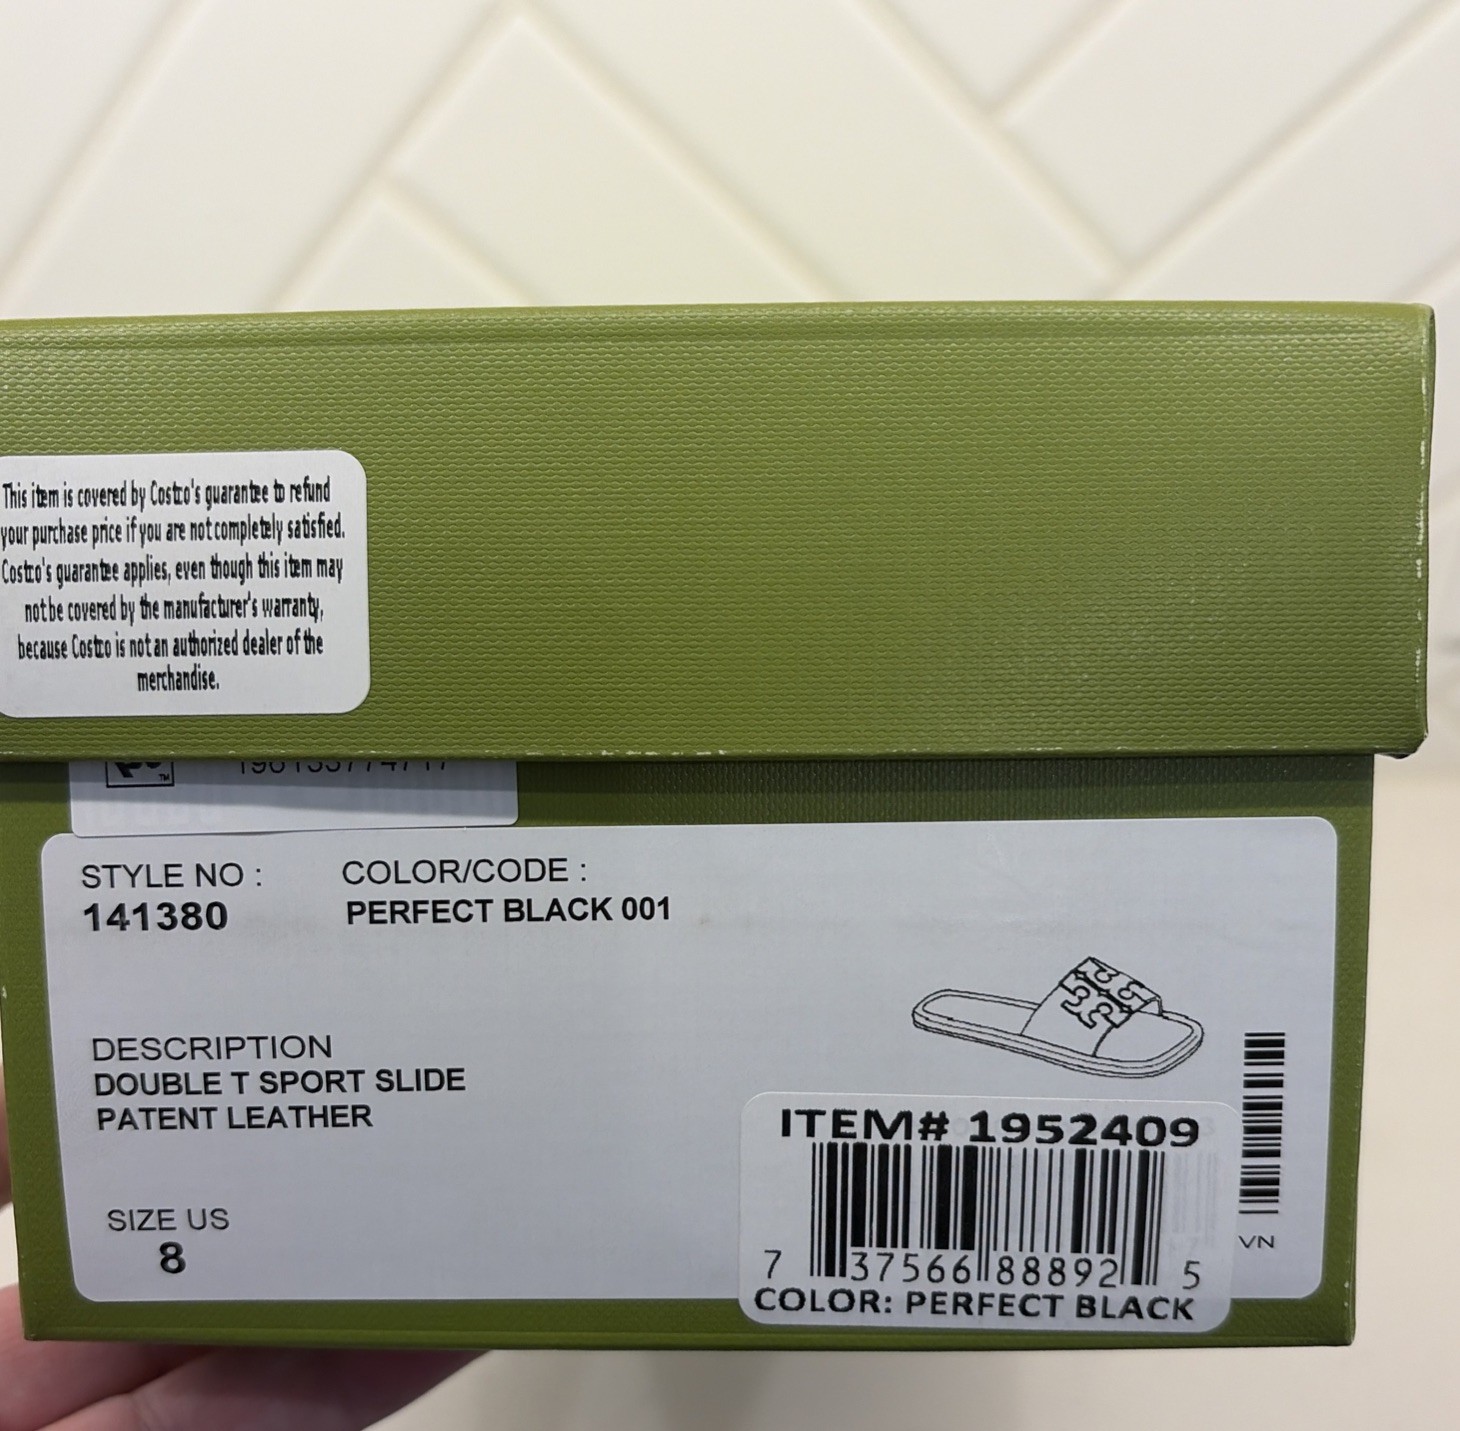 This item is covered by Costco's guarantee to refund
your purchase price if you are not completely satisfied.
Costco's guarantee applies, even though this item may
not be covered by the manufacturer's warranty,
because Costco is not an authorized dealer of the
merchandise.
TM
STYLE NO :
141380
COLOR/CODE :
PERFECT BLACK 001
DESCRIPTION
DOUBLE T SPORT SLIDE
PATENT LEATHER
SIZE US
8
ITEM# 1952409
7 37566 88892 5
COLOR: PERFECT BLACK
VN